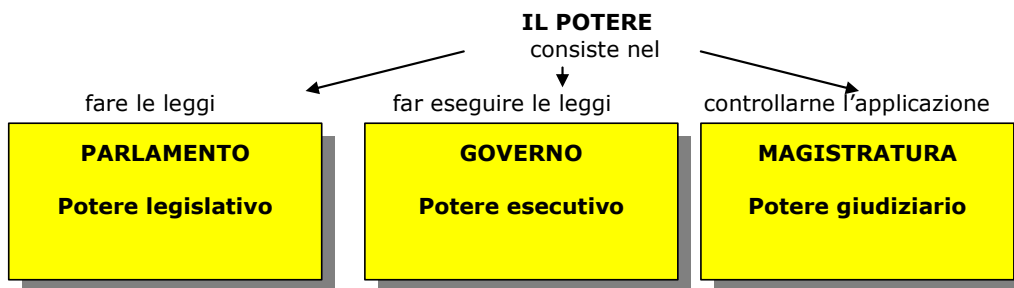 IL POTERE
consiste nel
fare le leggi
far eseguire le leggi
controllarne l'applicazione
PARLAMENTO
Potere legislativo
GOVERNO
Potere esecutivo
MAGISTRATURA
Potere giudiziario